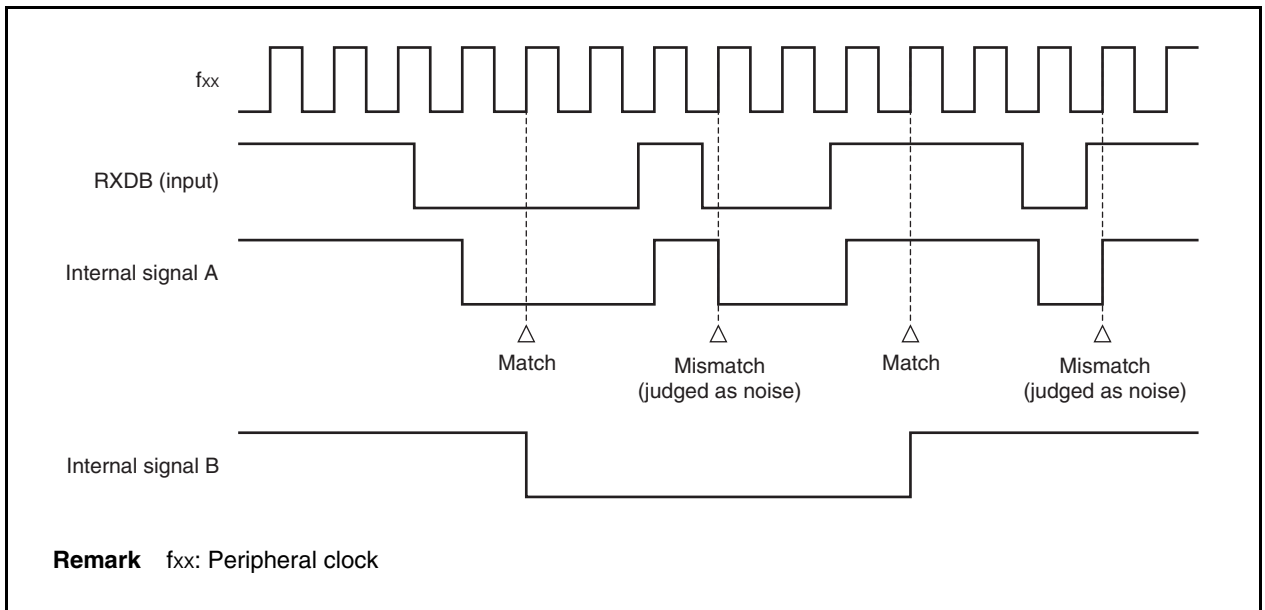 fxx
RXDB (input)
Internal signal A
Match
Mismatch
(judged as noise)
Match
Mismatch
(judged as noise)
Internal signal B
Remark fxx: Peripheral clock